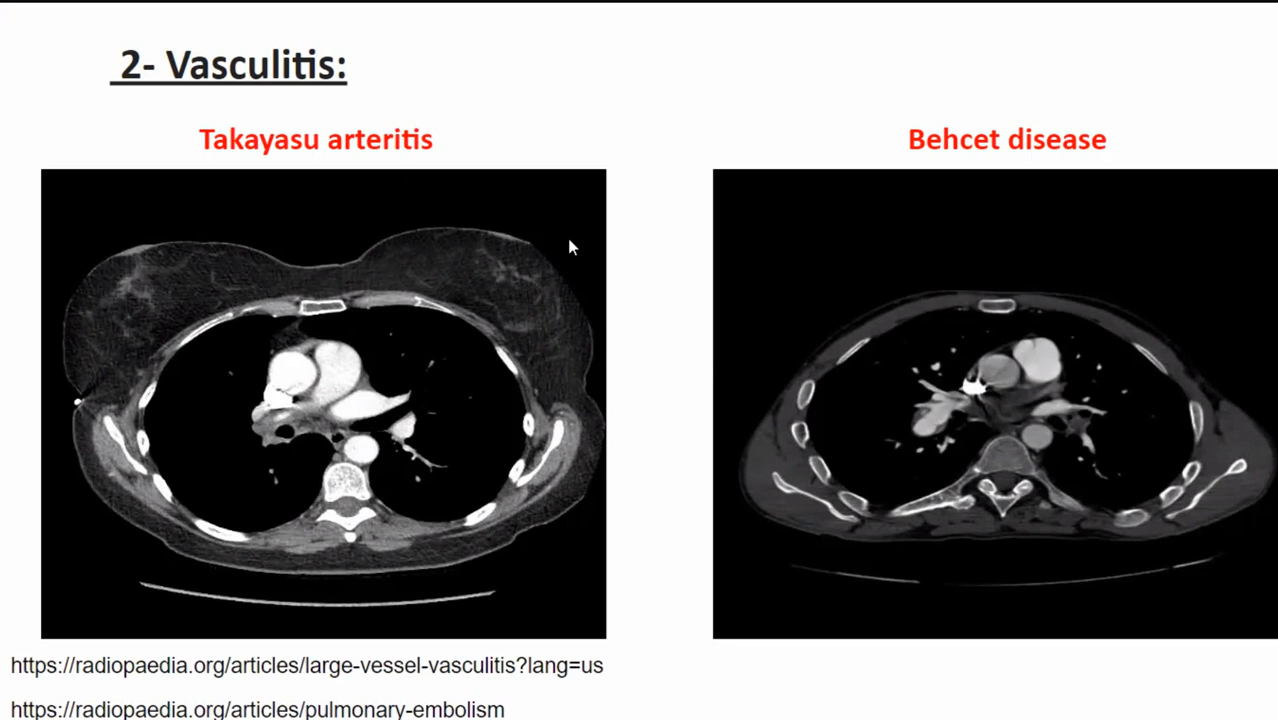 2- Vasculitis:
Takayasu arteritis
Behcet disease
https://radiopaedia.org/articles/large-vessel-vasculitis?lang=us
https://radiopaedia.org/articles/pulmonary-embolism